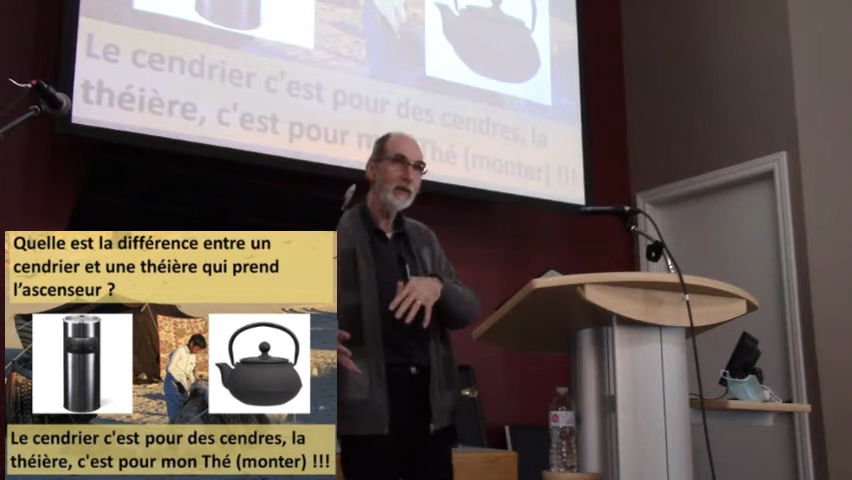 Le cendrier c'est pour des cendres, la
théière, c'est pour mon Thé (monter) !!!
Quelle est la différence entre un
cendrier et une théière qui prend
l'ascenseur ?
Le cendrier c'est pour des cendres, la
théière, c'est pour mon Thé (monter) !!!